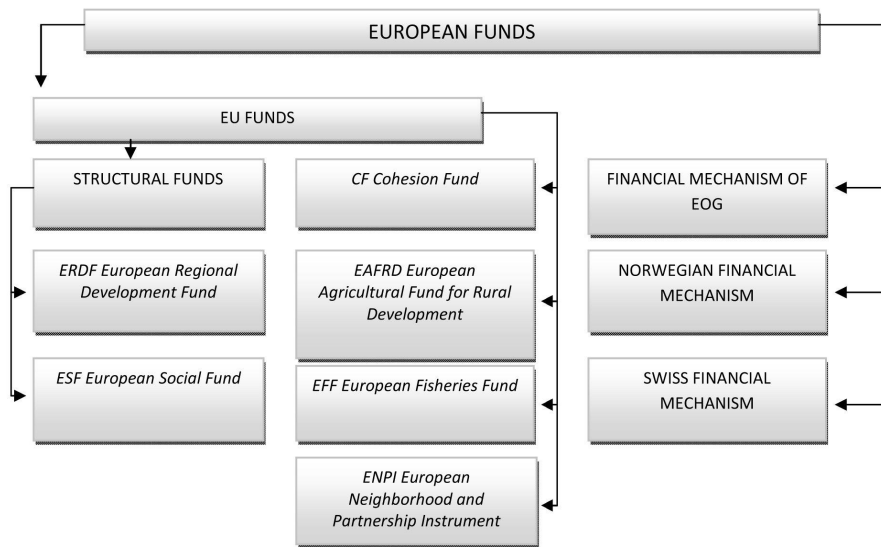 EUROPEAN FUNDS
EU FUNDS
STRUCTURAL FUNDS
CF Cohesion Fund
FINANCIAL MECHANISM OF
EOG
ERDF European Regional
Development Fund
EAFRD European
Agricultural Fund for Rural
Development
NORWEGIAN FINANCIAL
MECHANISM
ESF European Social Fund
EFF European Fisheries Fund
SWISS FINANCIAL
MECHANISM
ENPI European
Neighborhood and
Partnership Instrument